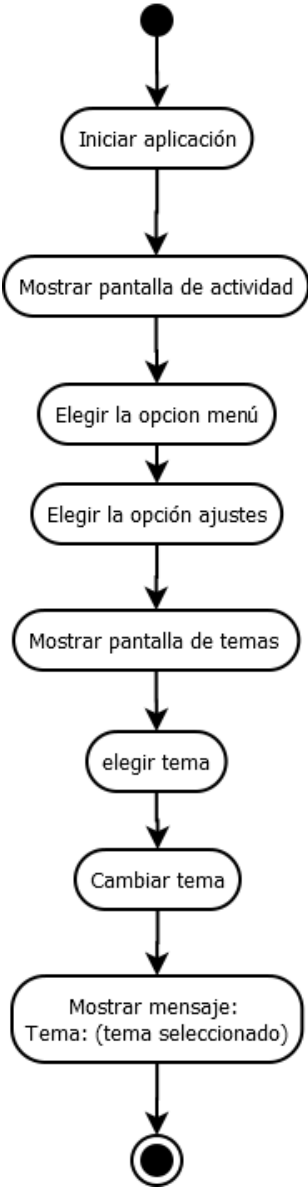 Iniciar aplicación
Mostrar pantalla de actividad
Elegir la opcion menú
Elegir la opción ajustes
Mostrar pantalla de temas
elegir tema
Cambiar tema
Mostrar mensaje:
Tema: (tema seleccionado)